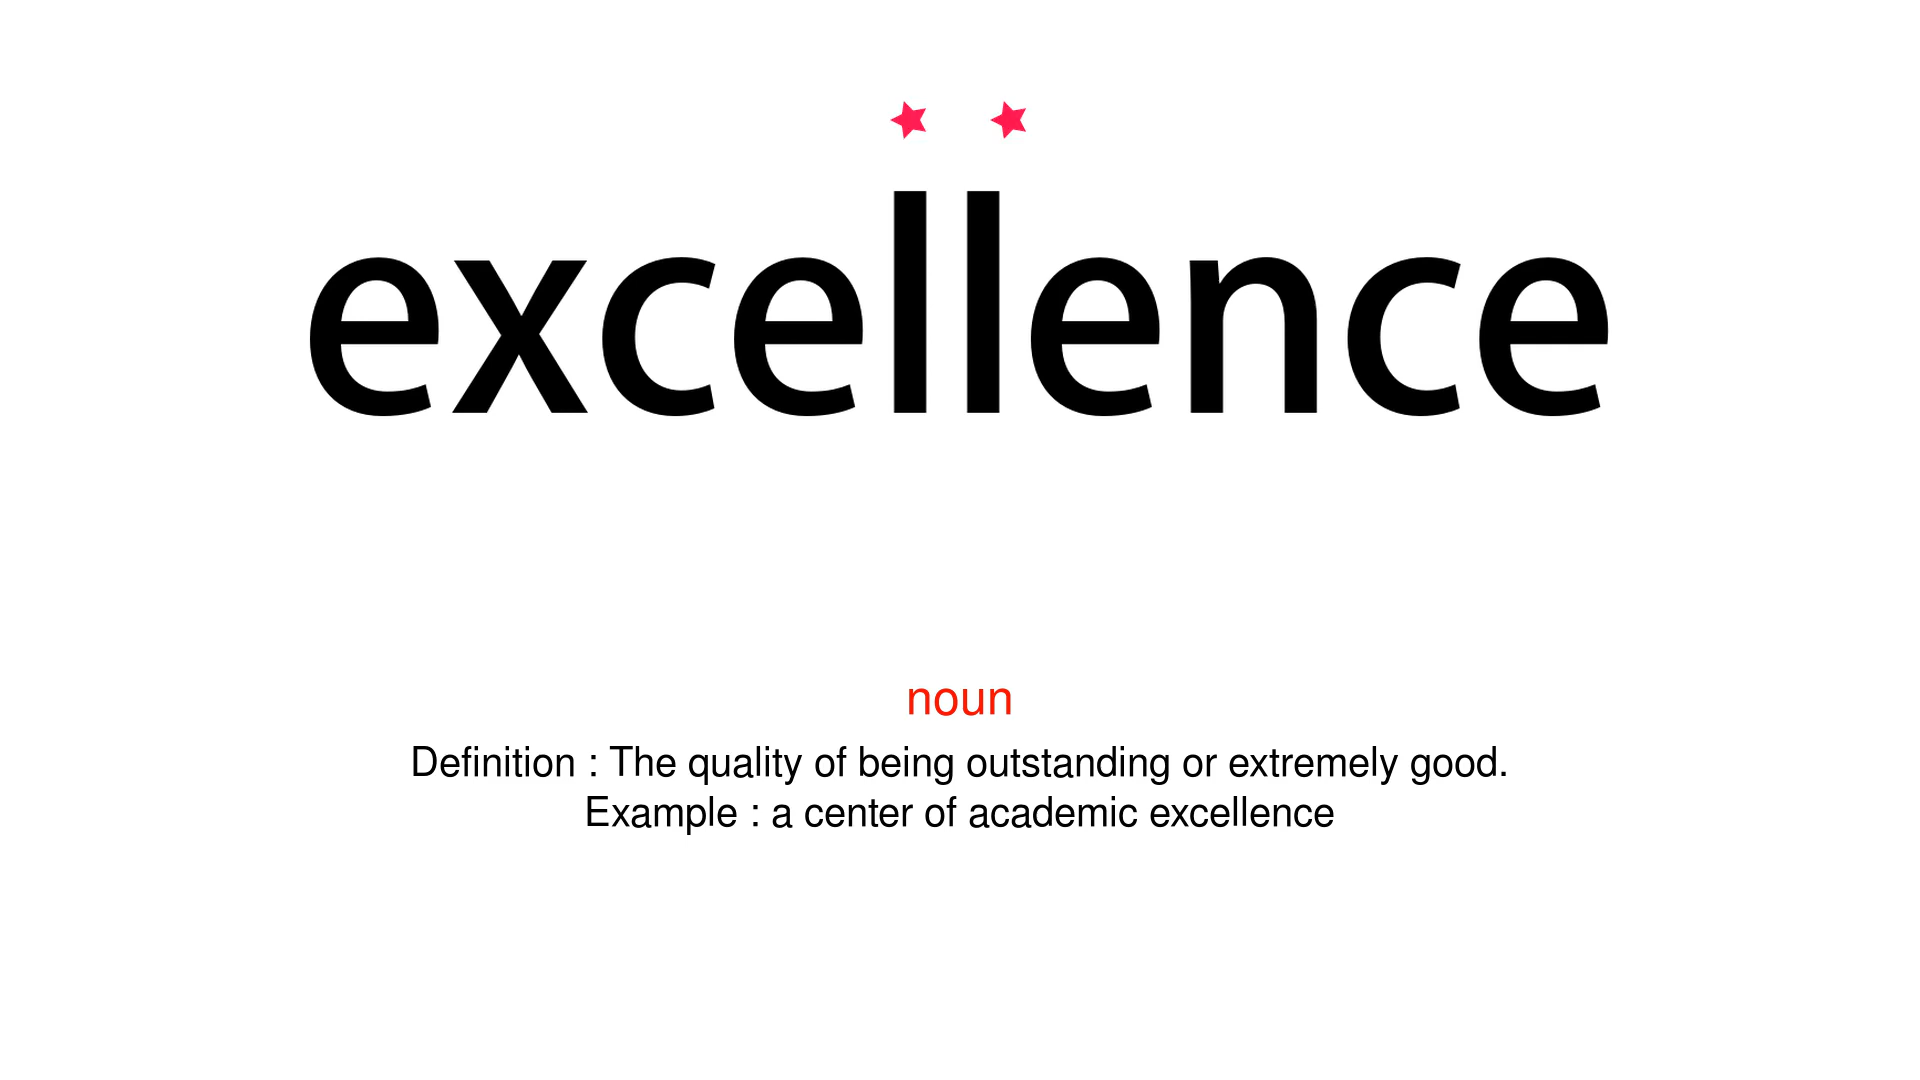 excellence
noun
Definition : The quality of being outstanding or extremely good.
Example : a center of academic excellence